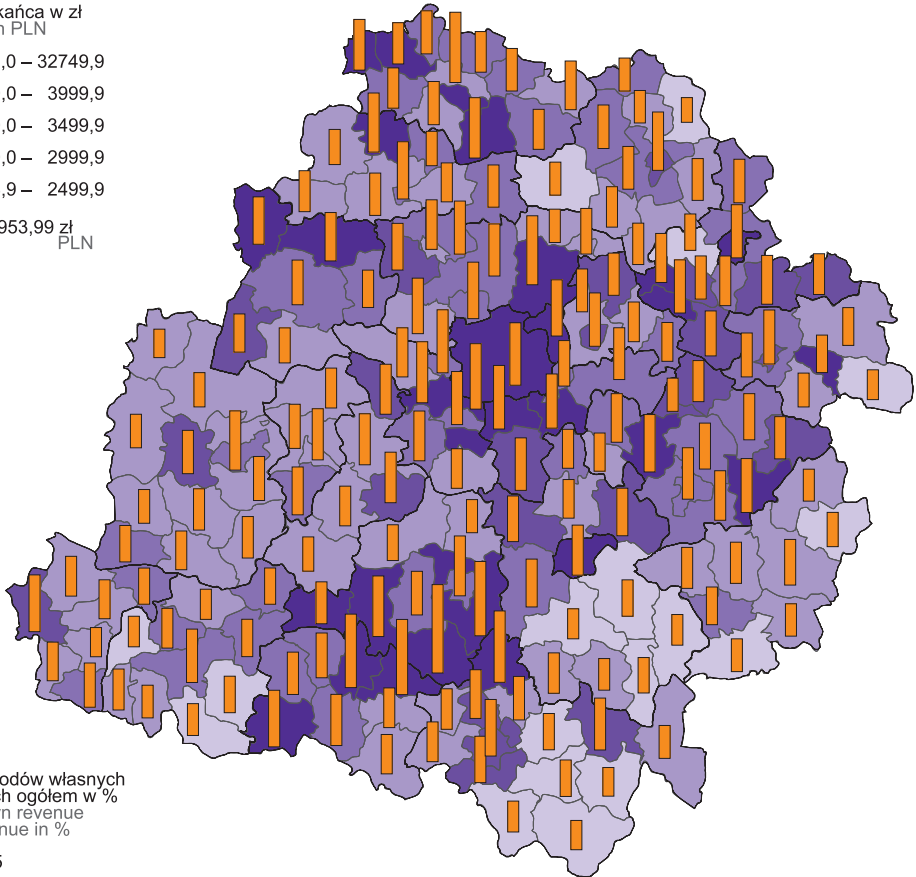 kańca w zł
n PLN
,0 – 32749,9
,0 – 3999,9
,0 – 3499,9
,0 – 2999,9
,9 – 2499,9
953,99 zł
PLN
odów własnych
ch ogółem w %
n revenue
nue in %